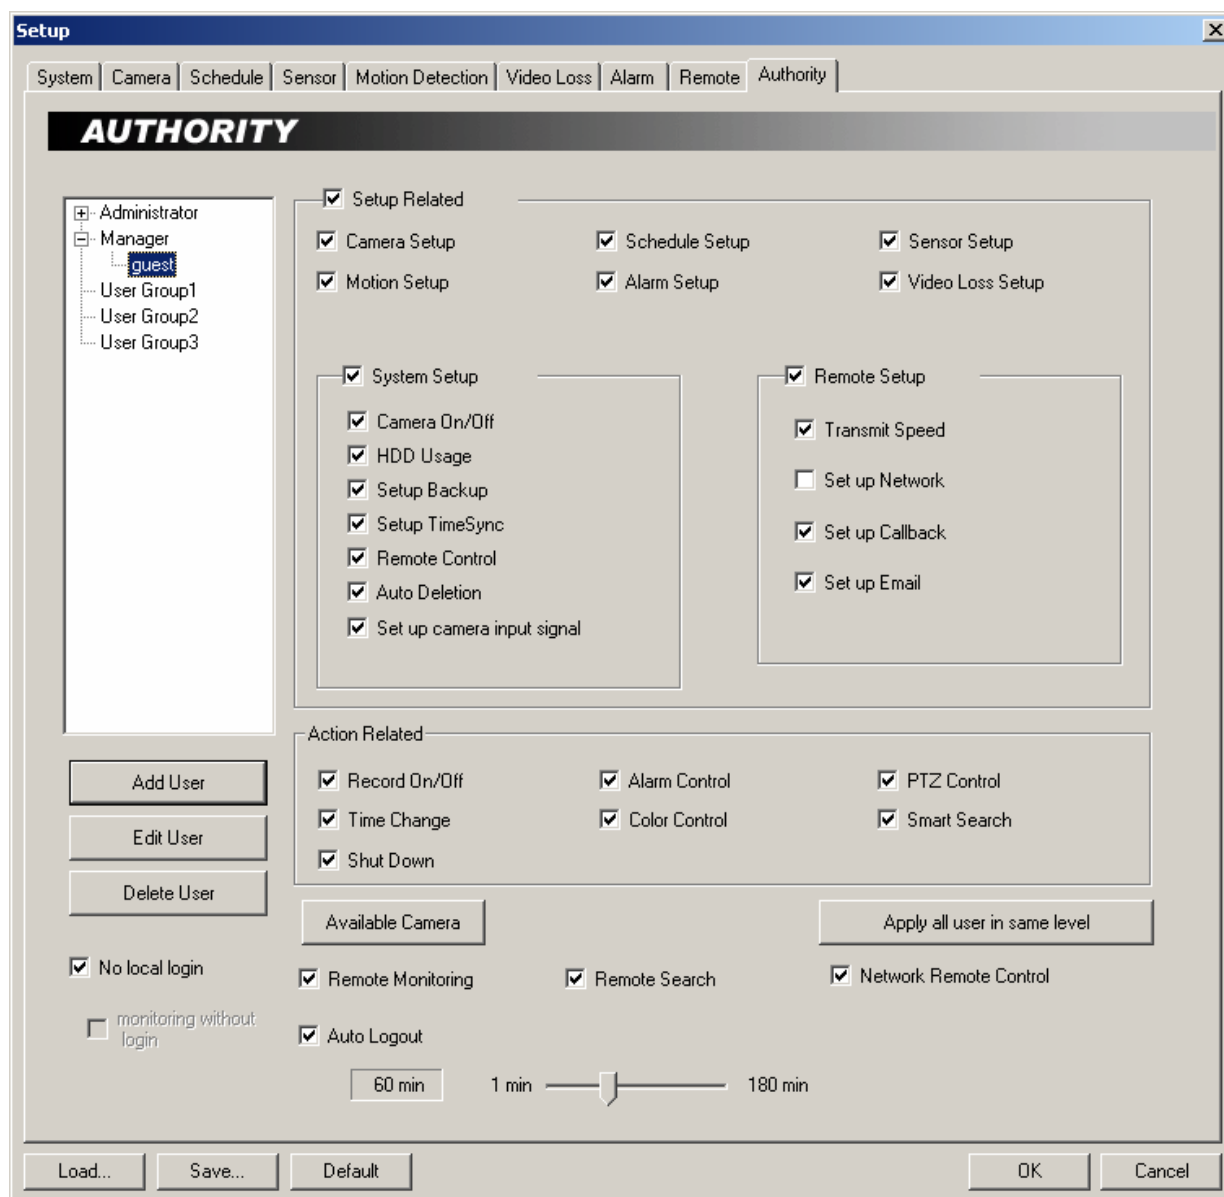 Setup
System Camera Schedule Sensor Motion Detection Video Loss Alarm Remote Authority
AUTHORITY
Administrator
Manager
guest
User Group1
User Group2
User Group3
Setup Related
Camera Setup Schedule Setup Sensor Setup
Motion Setup Alarm Setup Video Loss Setup
System Setup
Camera On/Off
HDD Usage
Setup Backup
Setup TimeSync
Remote Control
Auto Deletion
Set up camera input signal
Remote Setup
Transmit Speed
Set up Network
Set up Callback
Set up Email
Action Related
Record On/Off Alarm Control PTZ Control
Time Change Color Control Smart Search
Shut Down
Add User
Edit User
Delete User
Available Camera Apply all user in same level
No local login
monitoring without
login
Remote Monitoring Remote Search Network Remote Control
Auto Logout
60 min 1 min 180 min
Load... Save... Default OK Cancel